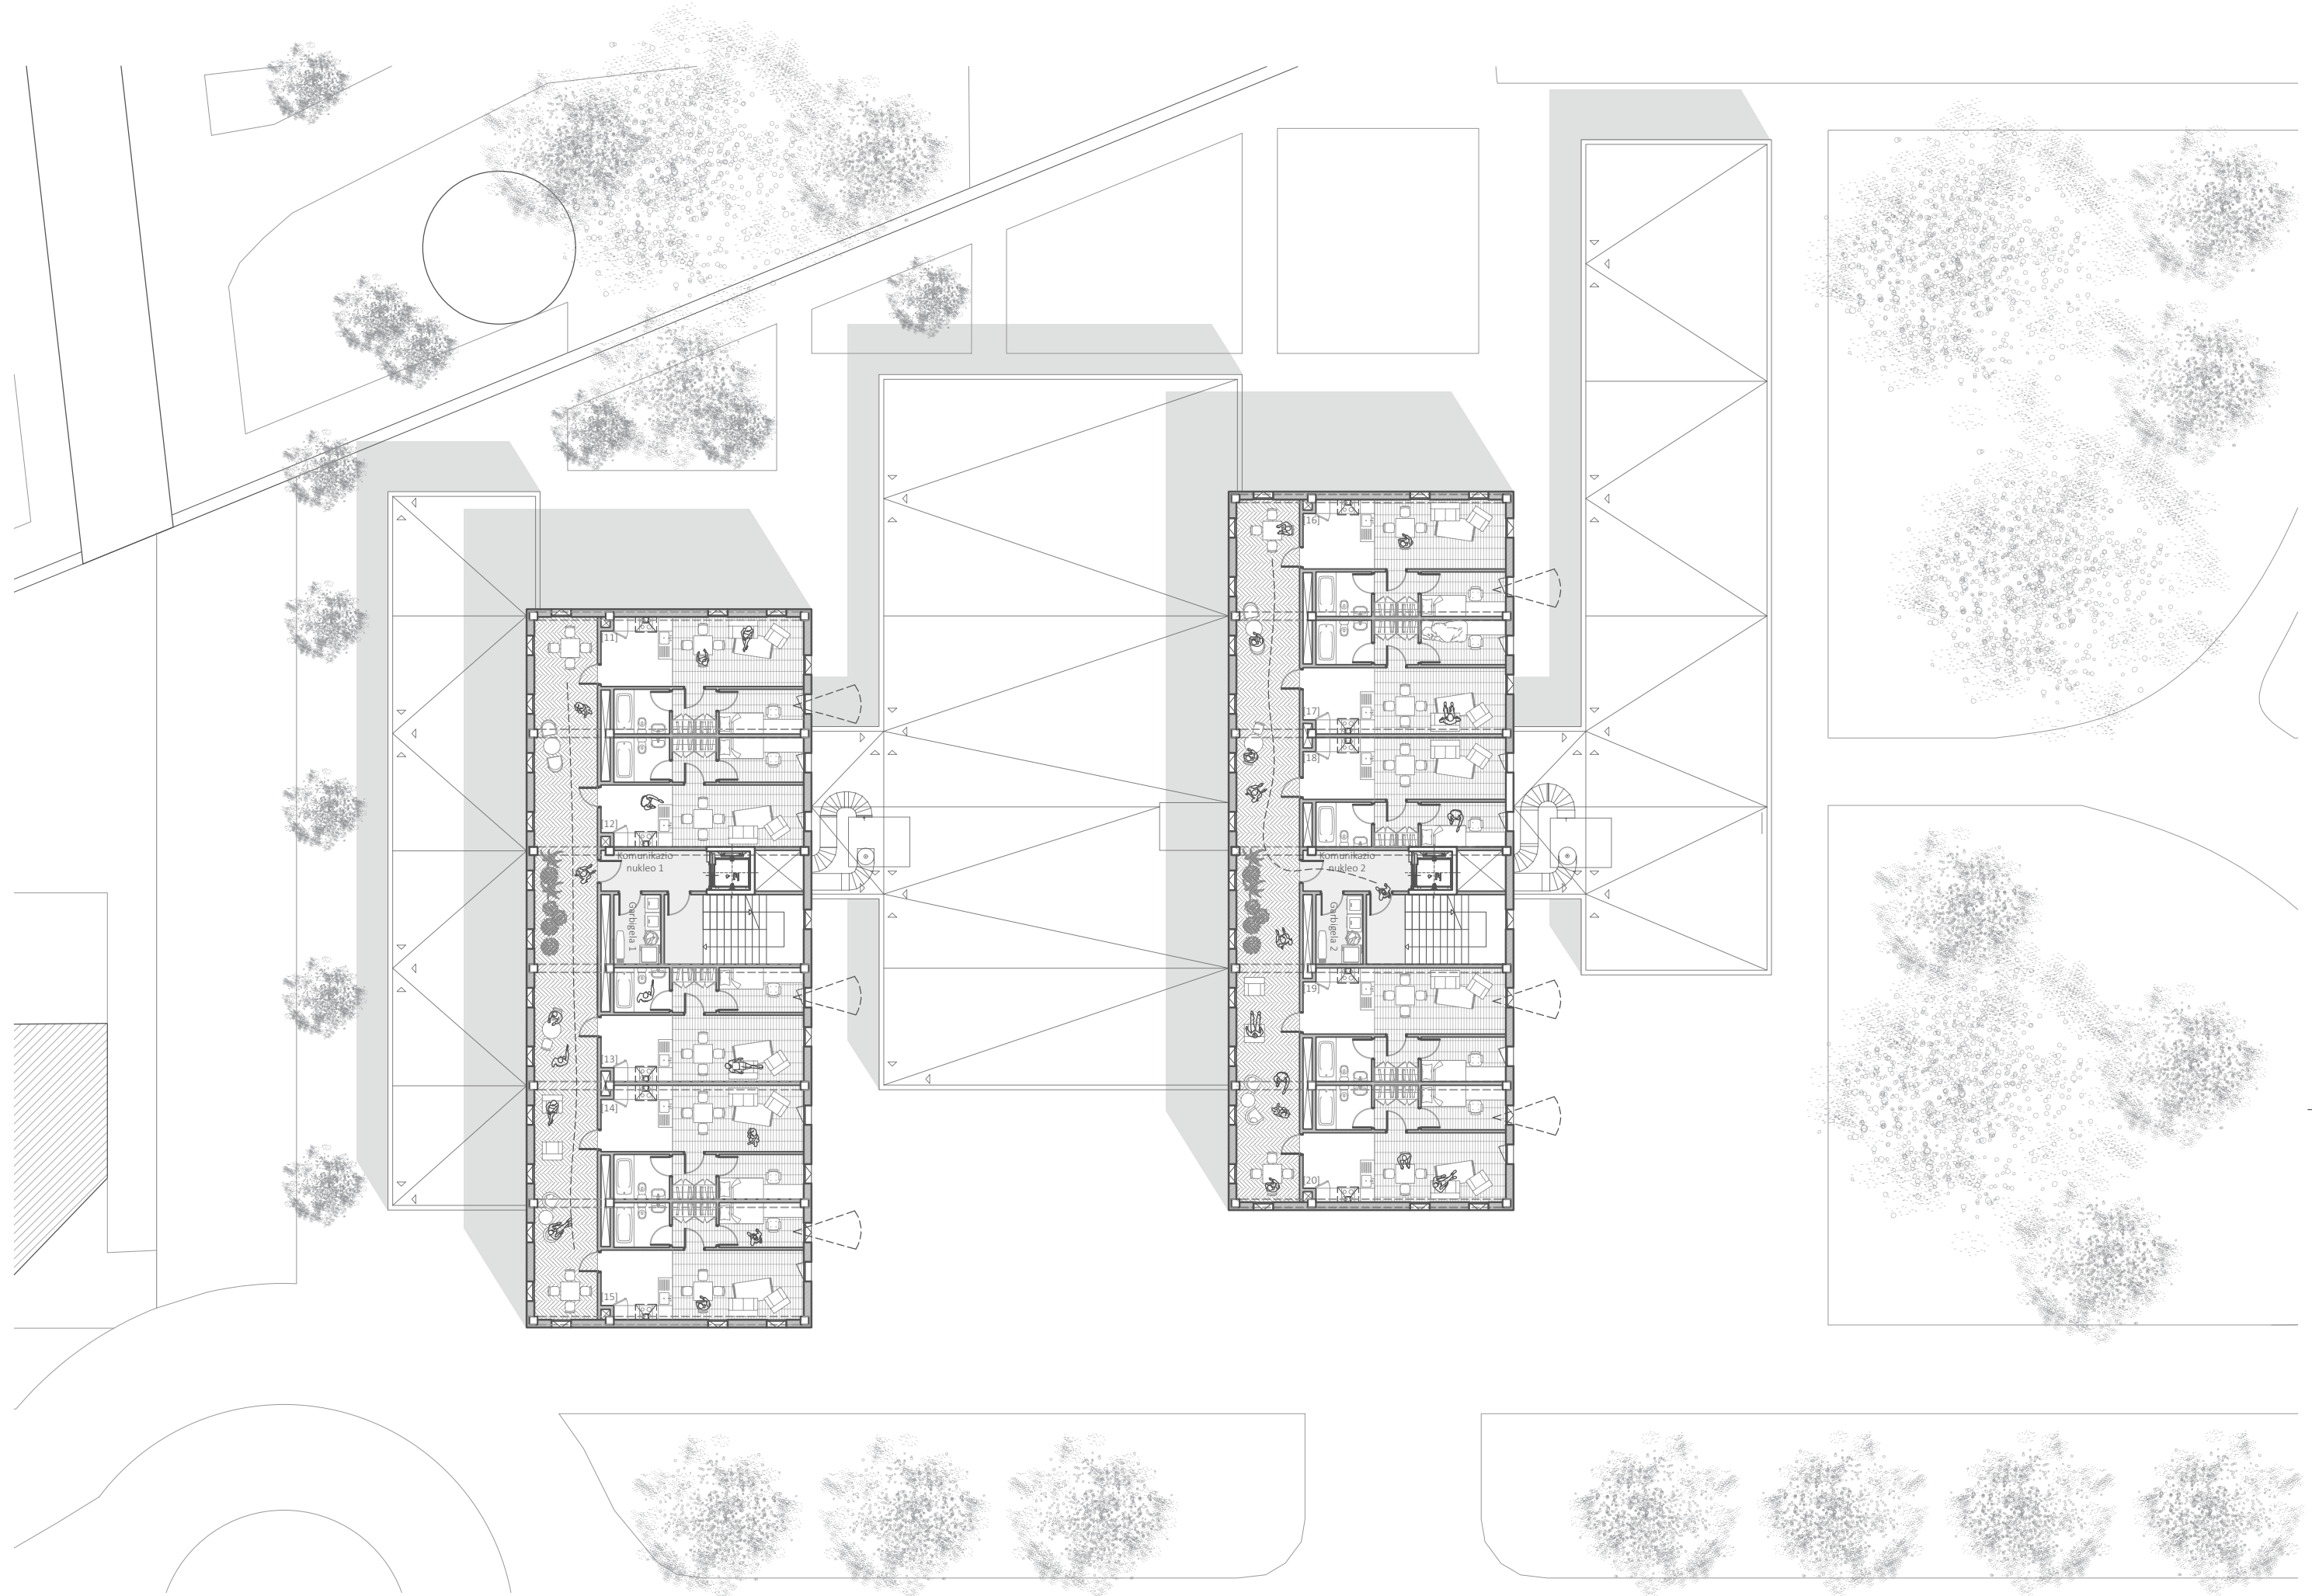 [11]
[12]
Komunikazio
nukleo 1
Garbigela 1
[13]
[14]
[15]
[16]
[17]
[18]
Komunikazio
nukleo 2
Garbigela 2
[19]
[20]